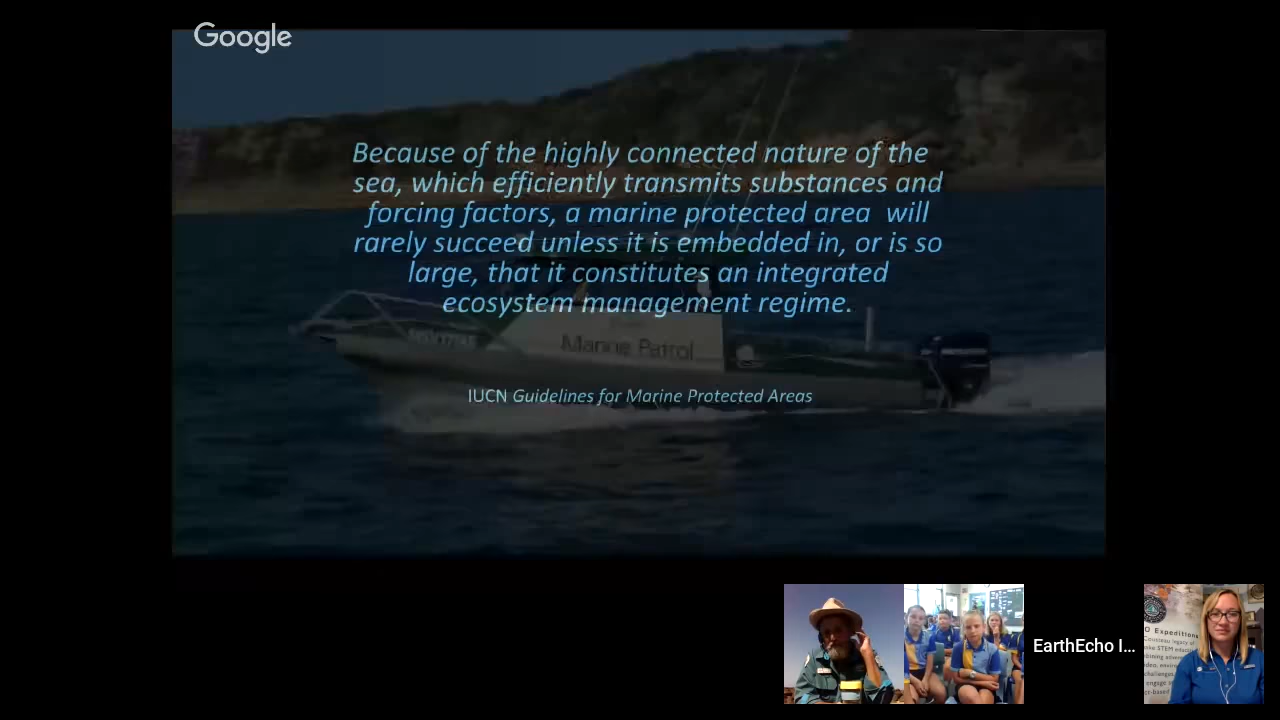 Google
Because of the highly connected nature of the
sea, which efficiently transmits substances and
forcing factors, a marine protected area will
rarely succeed unless it is embedded in, or is so
large, that it constitutes an integrated
ecosystem management regime.
Marine Patrol
IUCN Guidelines for Marine Protected Areas
EarthEcho I...
O Expeditions